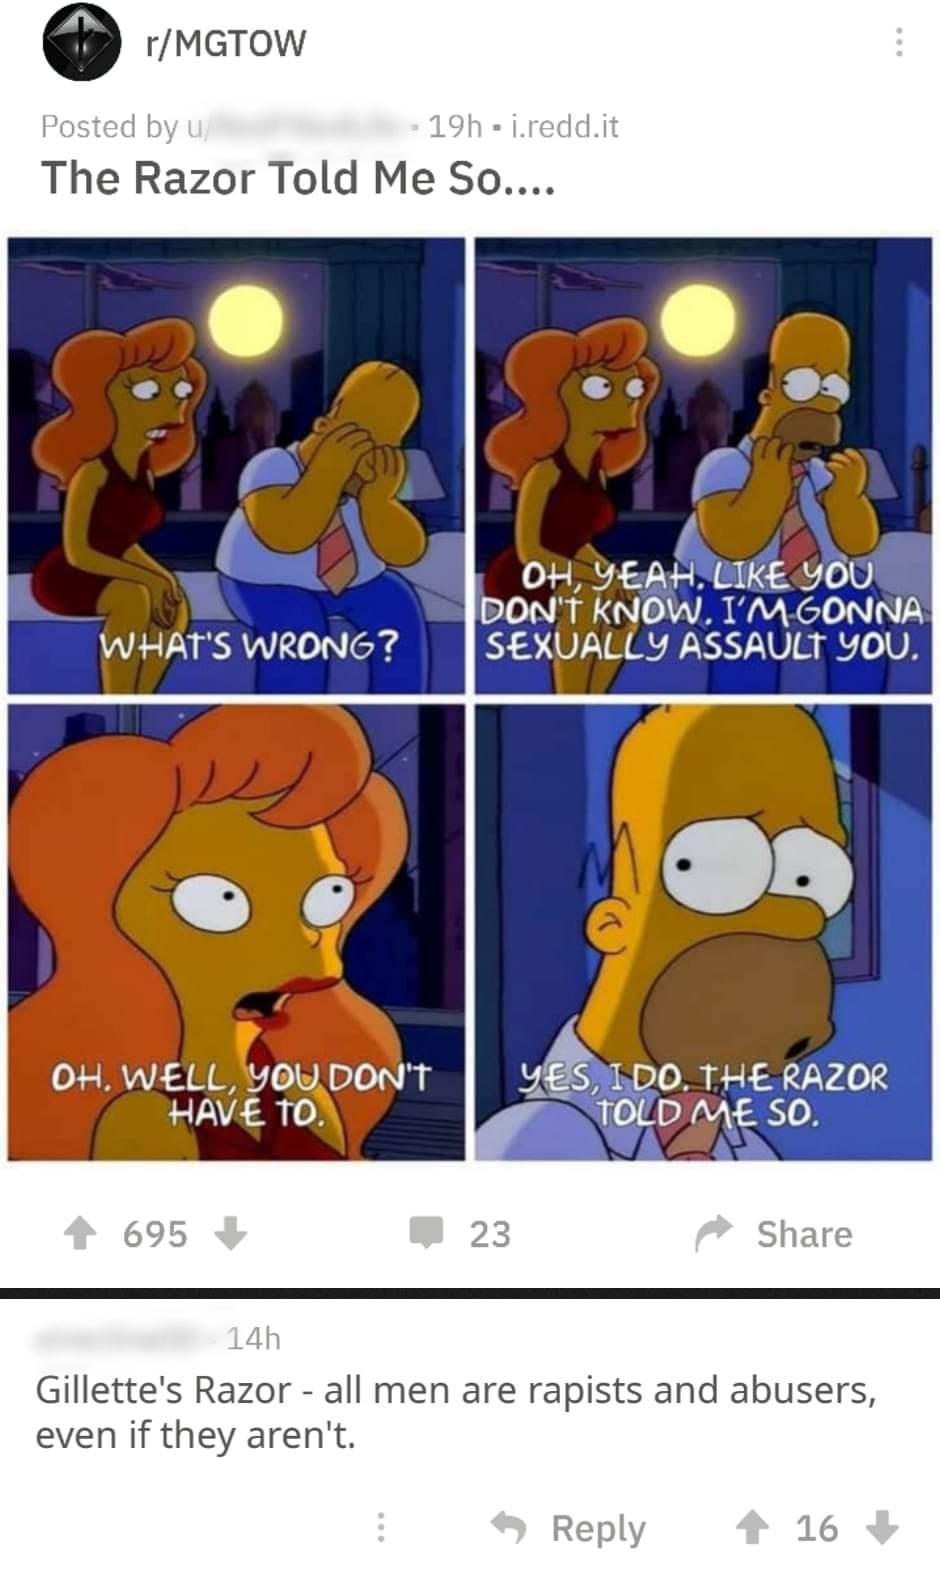 r/MGTOW
Posted by u/ • 19h • i.redd.it
The Razor Told Me So....
WHAT'S WRONG?
OH, YEAH, LIKE YOU
DON'T KNOW. I'M GONNA
SEXUALLY ASSAULT YOU.
OH. WELL, YOU DON'T
HAVE TO.
YES, I DO. THE RAZOR
TOLD ME SO.
695
23
Share
• 14h
Gillette's Razor - all men are rapists and abusers,
even if they aren't.
Reply
16